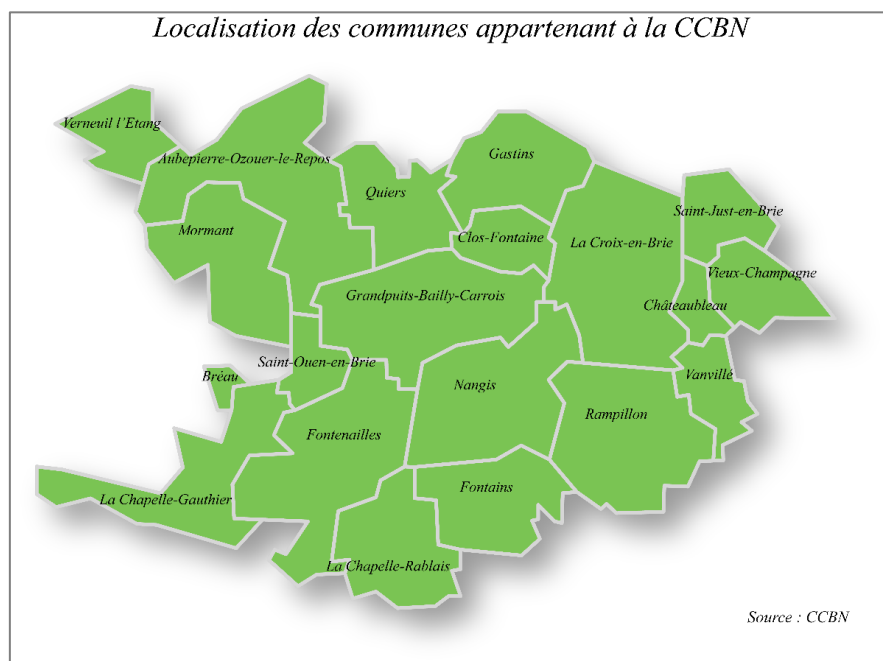 Localisation des communes appartenant à la CCBN
Verneuil l'Etang
Aubepierre-Ozouer-le-Repos
Gastins
Quiers
Saint-Just-en-Brie
Mormant
Clos-Fontaine
La Croix-en-Brie
Vieux-Champagne
Grandpuits-Bailly-Carrois
Châteaubleau
Saint-Ouen-en-Brie
Bréau
Nangis
Vanvillé
Rampillon
Fontenailles
Fontains
La Chapelle-Gauthier
La Chapelle-Rablais
Source : CCBN